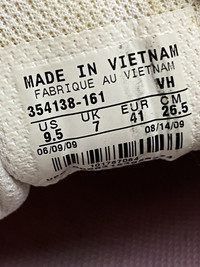 MADE IN VIETNAM
FABRIQUE AU VIETNAM
354138-161 VH
US UK EUR CM
9.5 7 41 26.5
06/09/09 08/14/09